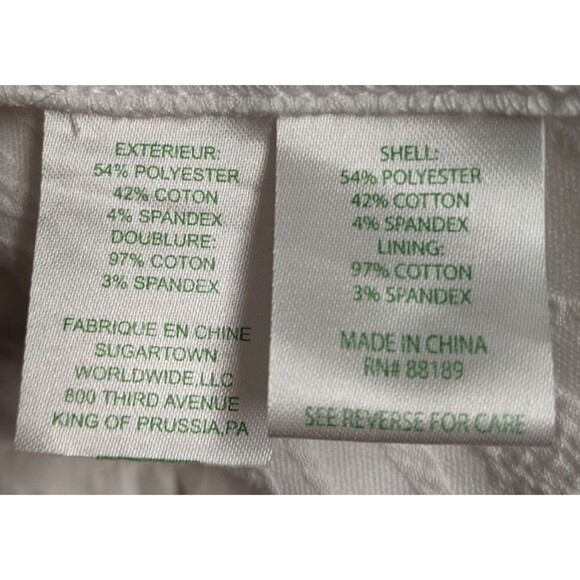 EXTÉRIEUR:
54% POLYESTER
42% COTON
4% SPANDEX
DOUBLURE:
97% COTON
3% SPANDEX
FABRIQUE EN CHINE
SUGARTOWN
WORLDWIDE,LLC
800 THIRD AVENUE
KING OF PRUSSIA,PA
SHELL:
54% POLYESTER
42% COTTON
4% SPANDEX
LINING:
97% COTTON
3% SPANDEX
MADE IN CHINA
RN# 88189
SEE REVERSE FOR CARE